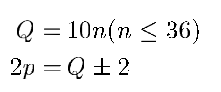 Q = 10n(n ≤ 36)
2p = Q ± 2